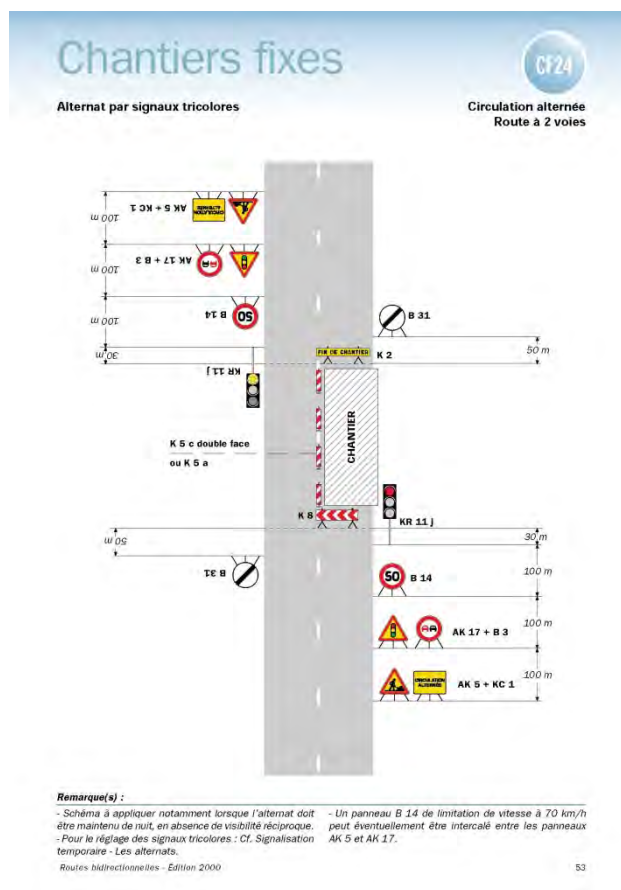 Chantiers fixes
CF24
Alternat par signaux tricolores
Circulation alternée
Route à 2 voies
AK 5 + KC 1
CIRCULATION
ALTERNÉE
100 m
AK 17 + B 3
100 m
B 14
50
100 m
30 m
KR 11 j
B 31
50 m
FIN DE CHANTIER
K 2
CHANTIER
K 5 c double face
ou K 5 a
K 8
KR 11 j
30 m
50 m
B 31
50
B 14
100 m
AK 17 + B 3
100 m
CIRCULATION
ALTERNÉE
AK 5 + KC 1
100 m
Remarque(s) :
- Schéma à appliquer notamment lorsque l'alternat doit
être maintenu de nuit, en absence de visibilité réciproque.
- Pour le réglage des signaux tricolores : Cf. Signalisation
temporaire - Les alternats.
- Un panneau B 14 de limitation de vitesse à 70 km/h
peut éventuellement être intercalé entre les panneaux
AK 5 et AK 17.
Routes bidirectionnelles - Édition 2000
53